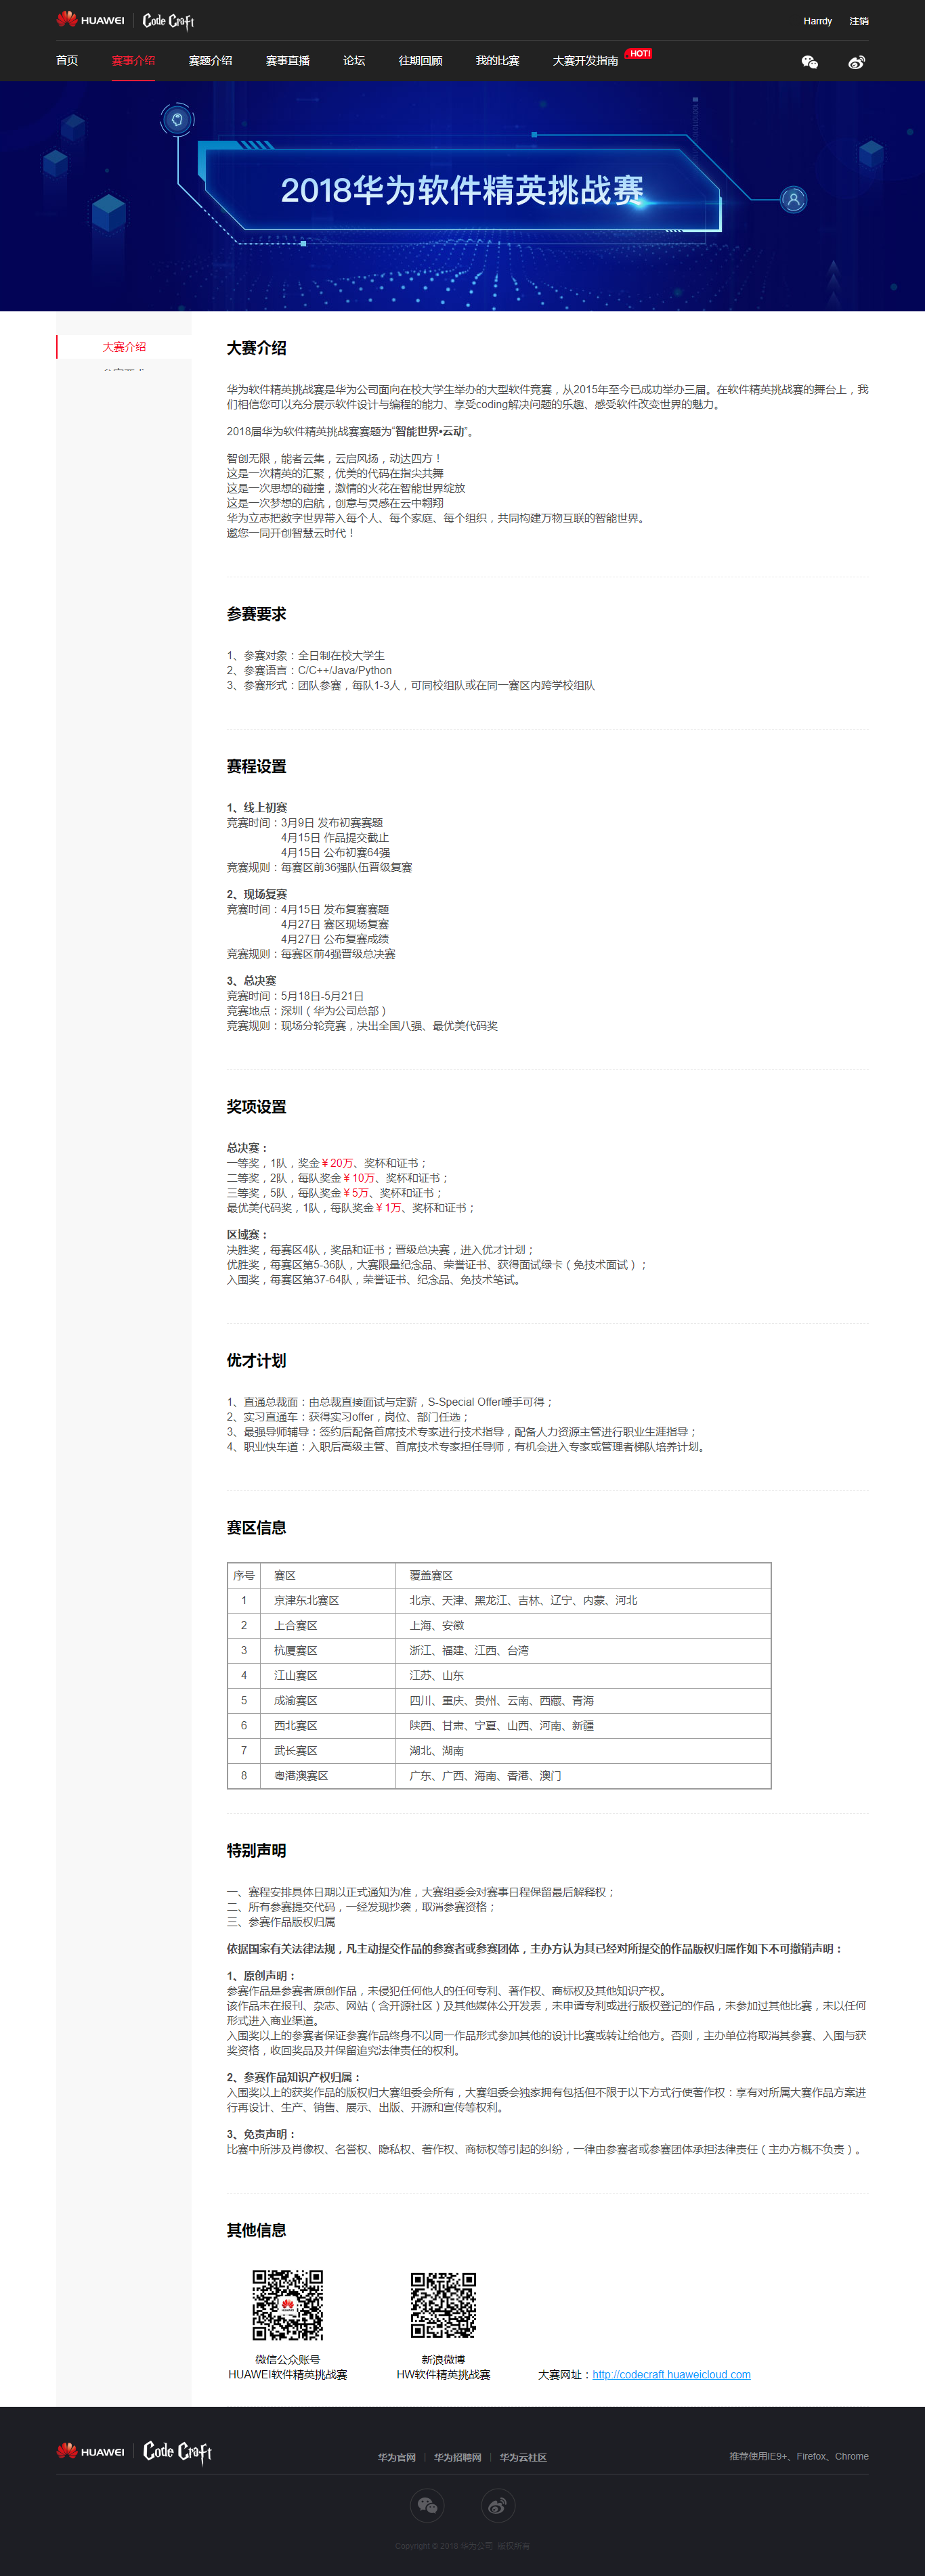 HUAWEI Code Craft
Harrdy 注销
首页 赛事介绍 赛题介绍 赛事直播 论坛 往期回顾 我的比赛 大赛开发指南 HOT!
2018华为软件精英挑战赛
大赛介绍
大赛介绍
华为软件精英挑战赛是华为公司面向在校大学生举办的大型软件竞赛，从2015年至今已成功举办三届。在软件精英挑战赛的舞台上，我
们相信您可以充分展示软件设计与编程的能力、享受coding解决问题的乐趣、感受软件改变世界的魅力。
2018届华为软件精英挑战赛赛题为“智能世界•云动”。
智创无限，能者云集，云启风扬，动达四方！
这是一次精英的汇聚，优美的代码在指尖共舞
这是一次思想的碰撞，激情的火花在智能世界绽放
这是一次梦想的启航，创意与灵感在云中翱翔
华为立志把数字世界带入每个人、每个家庭、每个组织，共同构建万物互联的智能世界。
邀您一同开创智慧云时代！
参赛要求
1、参赛对象：全日制在校大学生
2、参赛语言：C/C++/Java/Python
3、参赛形式：团队参赛，每队1-3人，可同校组队或在同一赛区内跨学校组队
赛程设置
1、线上初赛
竞赛时间：3月9日 发布初赛赛题
4月15日 作品提交截止
4月15日 公布初赛64强
竞赛规则：每赛区前36强队伍晋级复赛
2、现场复赛
竞赛时间：4月15日 发布复赛赛题
4月27日 赛区现场复赛
4月27日 公布复赛成绩
竞赛规则：每赛区前4强晋级总决赛
3、总决赛
竞赛时间：5月18日-5月21日
竞赛地点：深圳（华为公司总部）
竞赛规则：现场分轮竞赛，决出全国八强、最优美代码奖
奖项设置
总决赛：
一等奖，1队，奖金￥20万、奖杯和证书；
二等奖，2队，每队奖金￥10万、奖杯和证书；
三等奖，5队，每队奖金￥5万、奖杯和证书；
最优美代码奖，1队，每队奖金￥1万、奖杯和证书；
区域赛：
决胜奖，每赛区4队，奖品和证书；晋级总决赛，进入优才计划；
优胜奖，每赛区第5-36队，大赛限量纪念品、荣誉证书、获得面试绿卡（免技术面试）；
入围奖，每赛区第37-64队，荣誉证书、纪念品、免技术笔试。
优才计划
1、直通总裁面：由总裁直接面试与定薪，S-Special Offer唾手可得；
2、实习直通车：获得实习offer，岗位、部门任选；
3、最强导师辅导：签约后配备首席技术专家进行技术指导，配备人力资源主管进行职业生涯指导；
4、职业快车道：入职后高级主管、首席技术专家担任导师，有机会进入专家或管理者梯队培养计划。
赛区信息
序号 赛区 覆盖赛区
1 京津东北赛区 北京、天津、黑龙江、吉林、辽宁、内蒙、河北
2 上合赛区 上海、安徽
3 杭厦赛区 浙江、福建、江西、台湾
4 江山赛区 江苏、山东
5 成渝赛区 四川、重庆、贵州、云南、西藏、青海
6 西北赛区 陕西、甘肃、宁夏、山西、河南、新疆
7 武长赛区 湖北、湖南
8 粤港澳赛区 广东、广西、海南、香港、澳门
特别声明
一、赛程安排具体日期以正式通知为准，大赛组委会对赛事日程保留最后解释权；
二、所有参赛提交代码，一经发现抄袭，取消参赛资格；
三、参赛作品版权归属
依据国家有关法律法规，凡主动提交作品的参赛者或参赛团体，主办方认为其已经对所提交的作品版权归属作如下不可撤销声明：
1、原创声明：
参赛作品是参赛者原创作品，未侵犯任何他人的任何专利、著作权、商标权及其他知识产权。
该作品未在报刊、杂志、网站（含开源社区）及其他媒体公开发表，未申请专利或进行版权登记的作品，未参加过其他比赛，未以任何
形式进入商业渠道。
入围奖以上的参赛者保证参赛作品终身不以同一作品形式参加其他的设计比赛或转让给他方。否则，主办单位将取消其参赛、入围与获
奖资格，收回奖品及并保留追究法律责任的权利。
2、参赛作品知识产权归属：
入围奖以上的获奖作品的版权归大赛组委会所有，大赛组委会独家拥有包括但不限于以下方式行使著作权：享有对所属大赛作品方案进
行再设计、生产、销售、展示、出版、开源和宣传等权利。
3、免责声明：
比赛中所涉及肖像权、名誉权、隐私权、著作权、商标权等引起的纠纷，一律由参赛者或参赛团体承担法律责任（主办方概不负责）。
其他信息
微信公众账号 新浪微博
HUAWEI软件精英挑战赛 HW软件精英挑战赛 大赛网址：http://codecraft.huaweicloud.com
HUAWEI Code Craft
华为官网 华为招聘网 华为云社区
推荐使用IE9+、Firefox、Chrome
Copyright © 2018 华为公司 版权所有